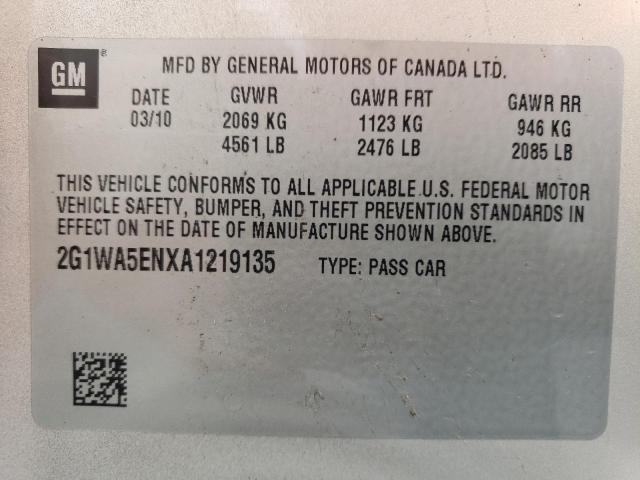 GM®
MFD BY GENERAL MOTORS OF CANADA LTD.
DATE GVWR GAWR FRT GAWR RR
03/10 2069 KG 1123 KG 946 KG
4561 LB 2476 LB 2085 LB
THIS VEHICLE CONFORMS TO ALL APPLICABLE U.S. FEDERAL MOTOR
VEHICLE SAFETY, BUMPER, AND THEFT PREVENTION STANDARDS IN
EFFECT ON THE DATE OF MANUFACTURE SHOWN ABOVE.
2G1WA5ENXA1219135 TYPE: PASS CAR